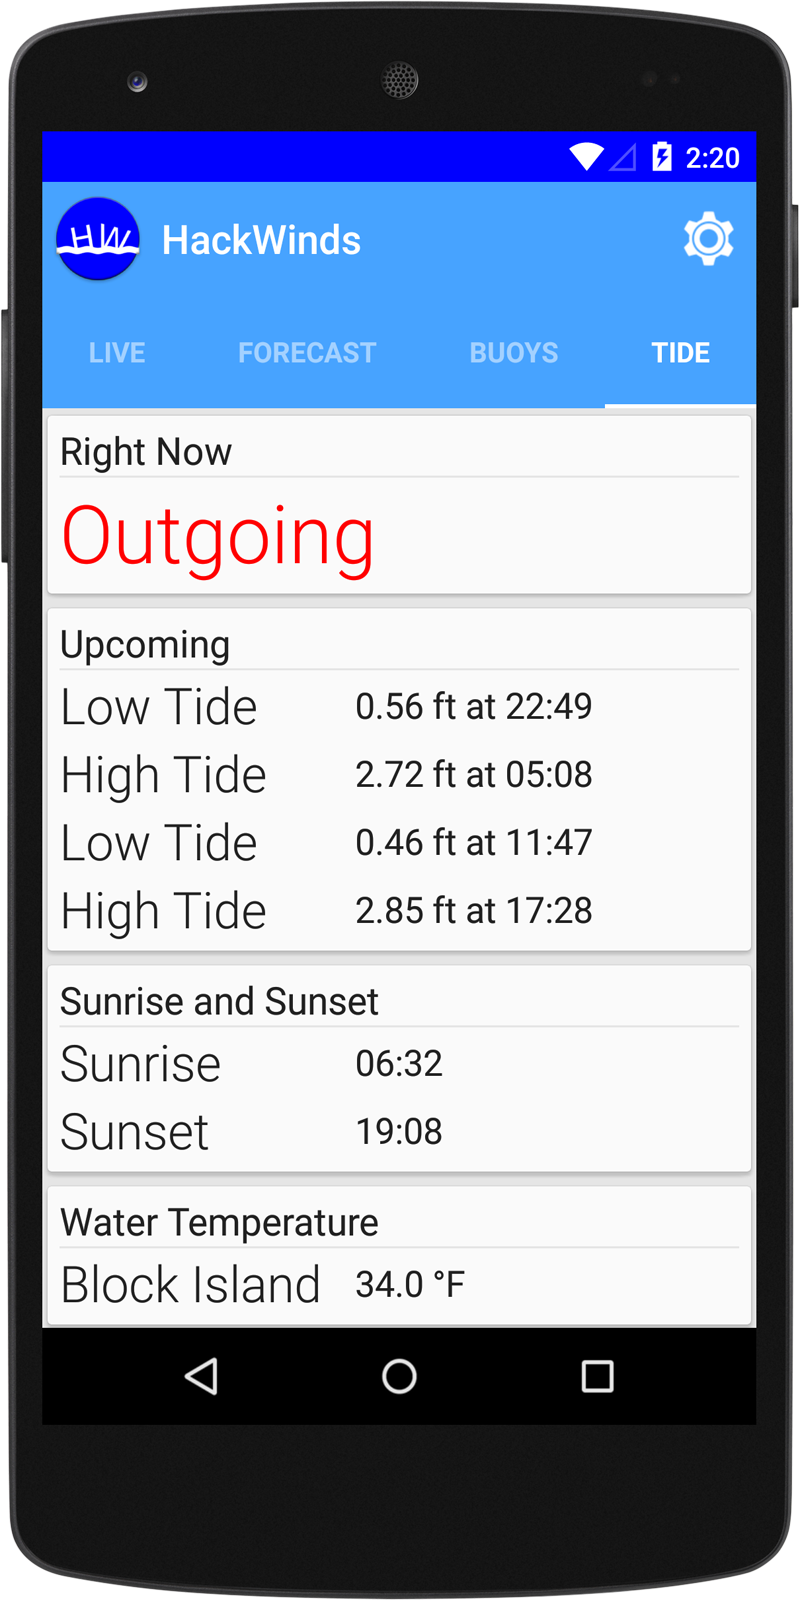 2:20
HW HackWinds
LIVE FORECAST BUOYS TIDE
Right Now
Outgoing
Upcoming
Low Tide 0.56 ft at 22:49
High Tide 2.72 ft at 05:08
Low Tide 0.46 ft at 11:47
High Tide 2.85 ft at 17:28
Sunrise and Sunset
Sunrise 06:32
Sunset 19:08
Water Temperature
Block Island 34.0 °F